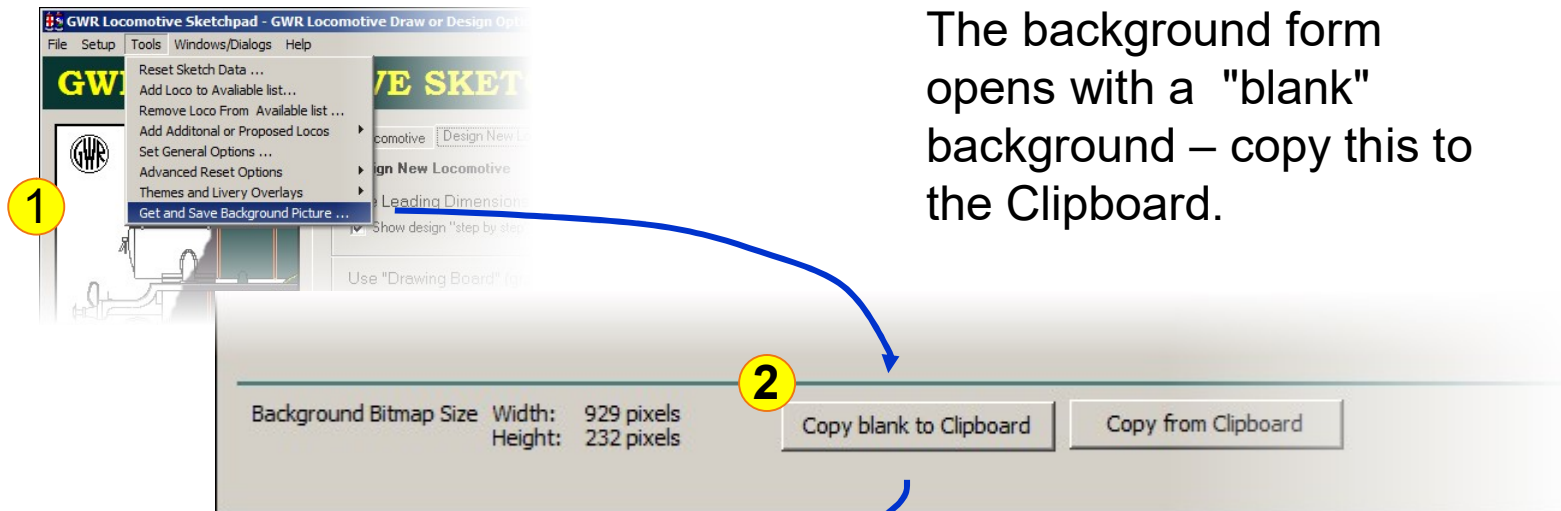 GWR Locomotive Sketchpad - GWR Locomotive Draw or Design Opti
File Setup Tools Windows/Dialogs Help
GWR
VE SKET
Reset Sketch Data ...
Add Loco to Avaliable list...
Remove Loco From Available list ...
Add Additonal or Proposed Locos
Set General Options ...
Advanced Reset Options
Themes and Livery Overlays
Get and Save Background Picture ...
GWR
comotive Design New Lo
ign New Locomotive
Leading Dimensions
Show design "step by step
Use "Drawing Board"
1
The background form
opens with a "blank"
background – copy this to
the Clipboard.
2
Background Bitmap Size Width: 929 pixels
Height: 232 pixels
Copy blank to Clipboard
Copy from Clipboard